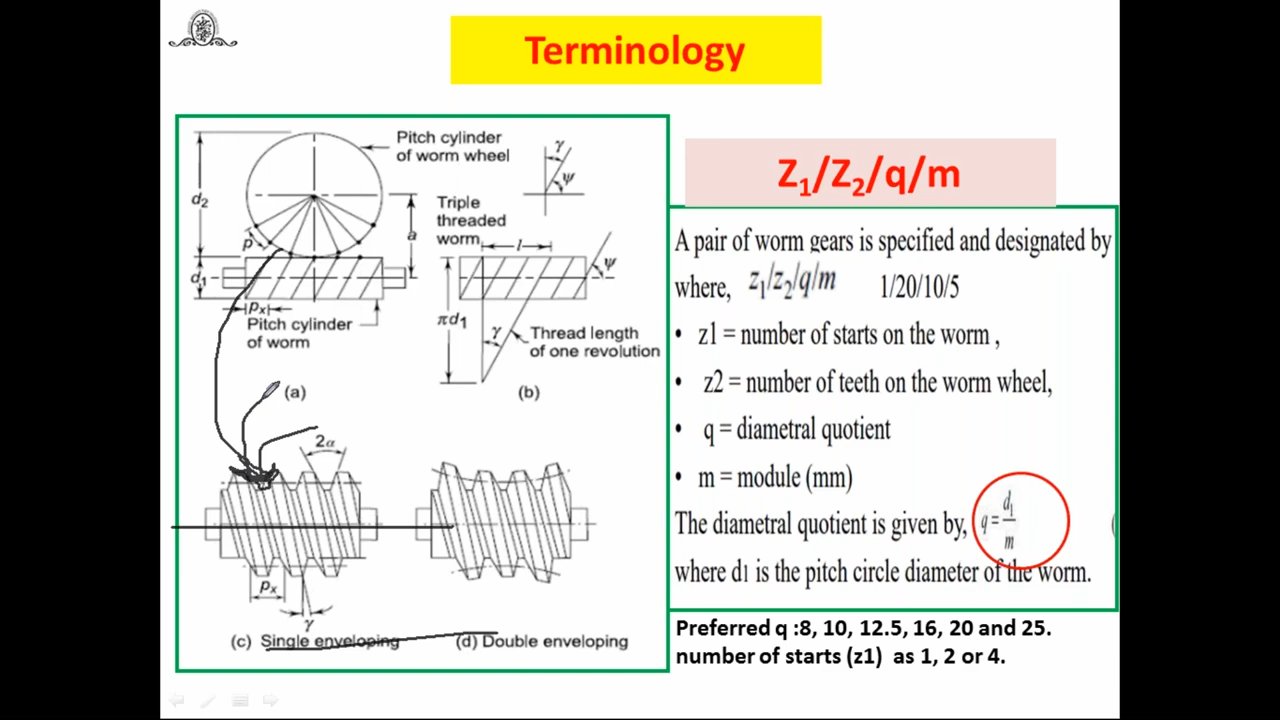 Terminology
Pitch cylinder
of worm wheel
γ
ψ
d₂
a
p
Triple
threaded
worm
l
ψ
d₁
pₓ
πd₁
γ
Pitch cylinder
of worm
Thread length
of one revolution
(a)
(b)
2α
pₓ
γ
(c) Single enveloping
(d) Double enveloping
Z₁/Z₂/q/m
A pair of worm gears is specified and designated by
where, z₁/z₂/q/m 1/20/10/5
• z1 = number of starts on the worm ,
• z2 = number of teeth on the worm wheel,
• q = diametral quotient
• m = module (mm)
The diametral quotient is given by, q = d₁/m
where d1 is the pitch circle diameter of the worm.
Preferred q :8, 10, 12.5, 16, 20 and 25.
number of starts (z1) as 1, 2 or 4.